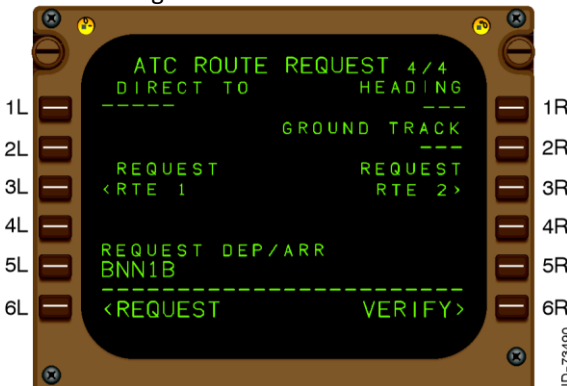 ATC ROUTE REQUEST 4/4
DIRECT TO HEADING
1L ----- --- 1R
GROUND TRACK
2L --- 2R
REQUEST REQUEST
3L <RTE 1 RTE 2> 3R
4L 4R
REQUEST DEP/ARR
5L BNN1B 5R
6L <REQUEST VERIFY> 6R